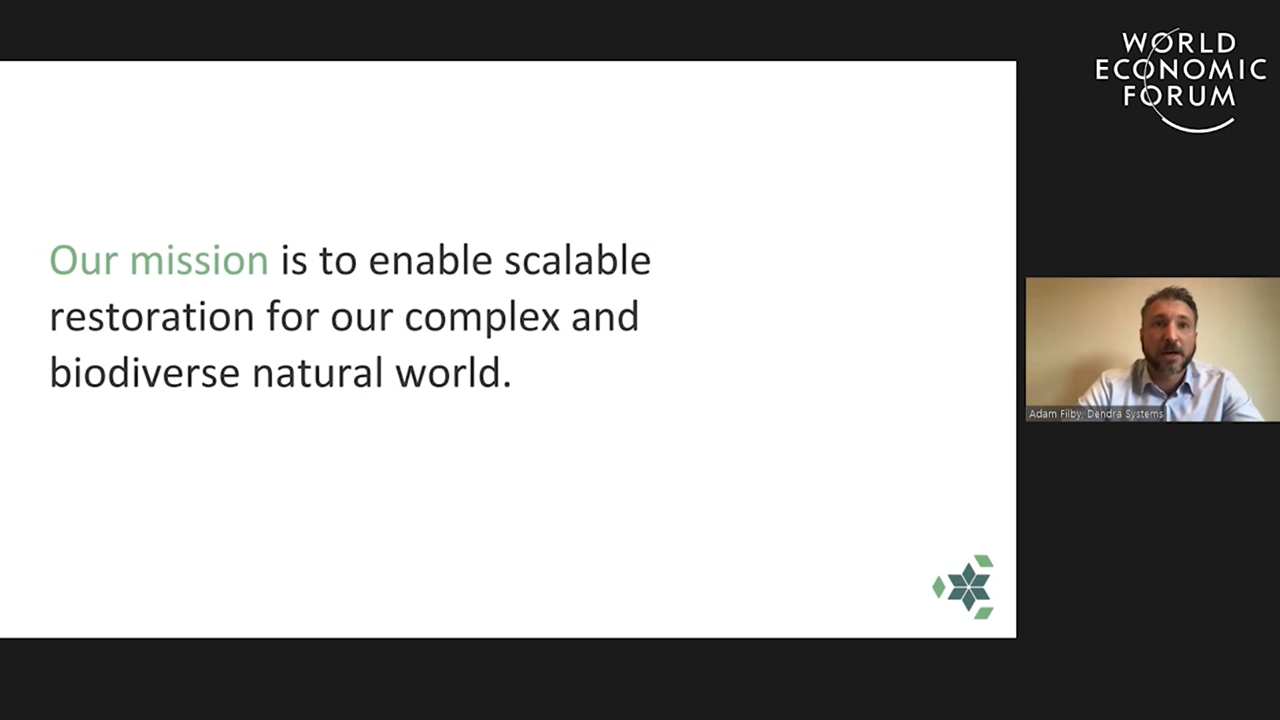 WORLD
ECONOMIC
FORUM
Our mission is to enable scalable
restoration for our complex and
biodiverse natural world.
Adam Filby, Dendra Systems